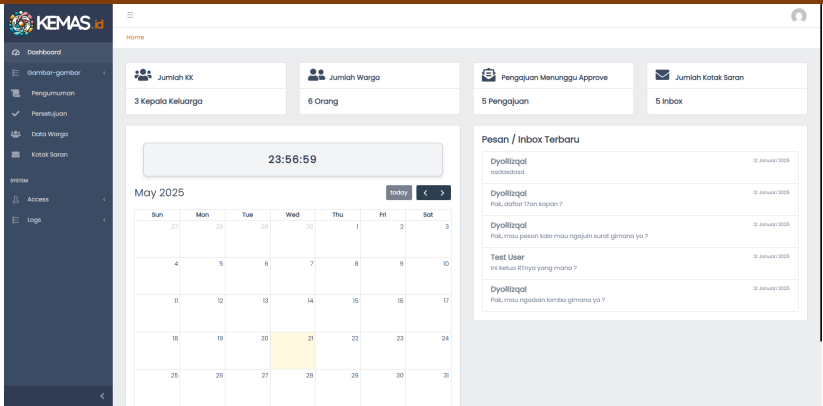 KEMAS.id
Home
Dashboard
Gambar-gambar
Pengumuman
Persetujuan
Data Warga
Kotak Saran
SYSTEM
Access
Logs
Jumlah KK
3 Kepala Keluarga
Jumlah Warga
6 Orang
Pengajuan Menunggu Approve
5 Pengajuan
Jumlah Kotak Saran
5 Inbox
23:56:59
May 2025
today
Sun Mon Tue Wed Thu Fri Sat
27 28 29 30 1 2 3
4 5 6 7 8 9 10
11 12 13 14 15 16 17
18 19 20 21 22 23 24
25 26 27 28 29 30 31
Pesan / Inbox Terbaru
DyoRizqal
asdasdasd
DyoRizqal
Pak, daftar 17an kapan ?
DyoRizqal
Pak, mau pesan kalo mau ngajuin surat gimana ya ?
Test User
Ini ketua RTnya yang mana ?
DyoRizqal
Pak, mau ngadain lomba gimana ya ?
Januari 2025
Januari 2025
Januari 2025
Januari 2025
Januari 2025